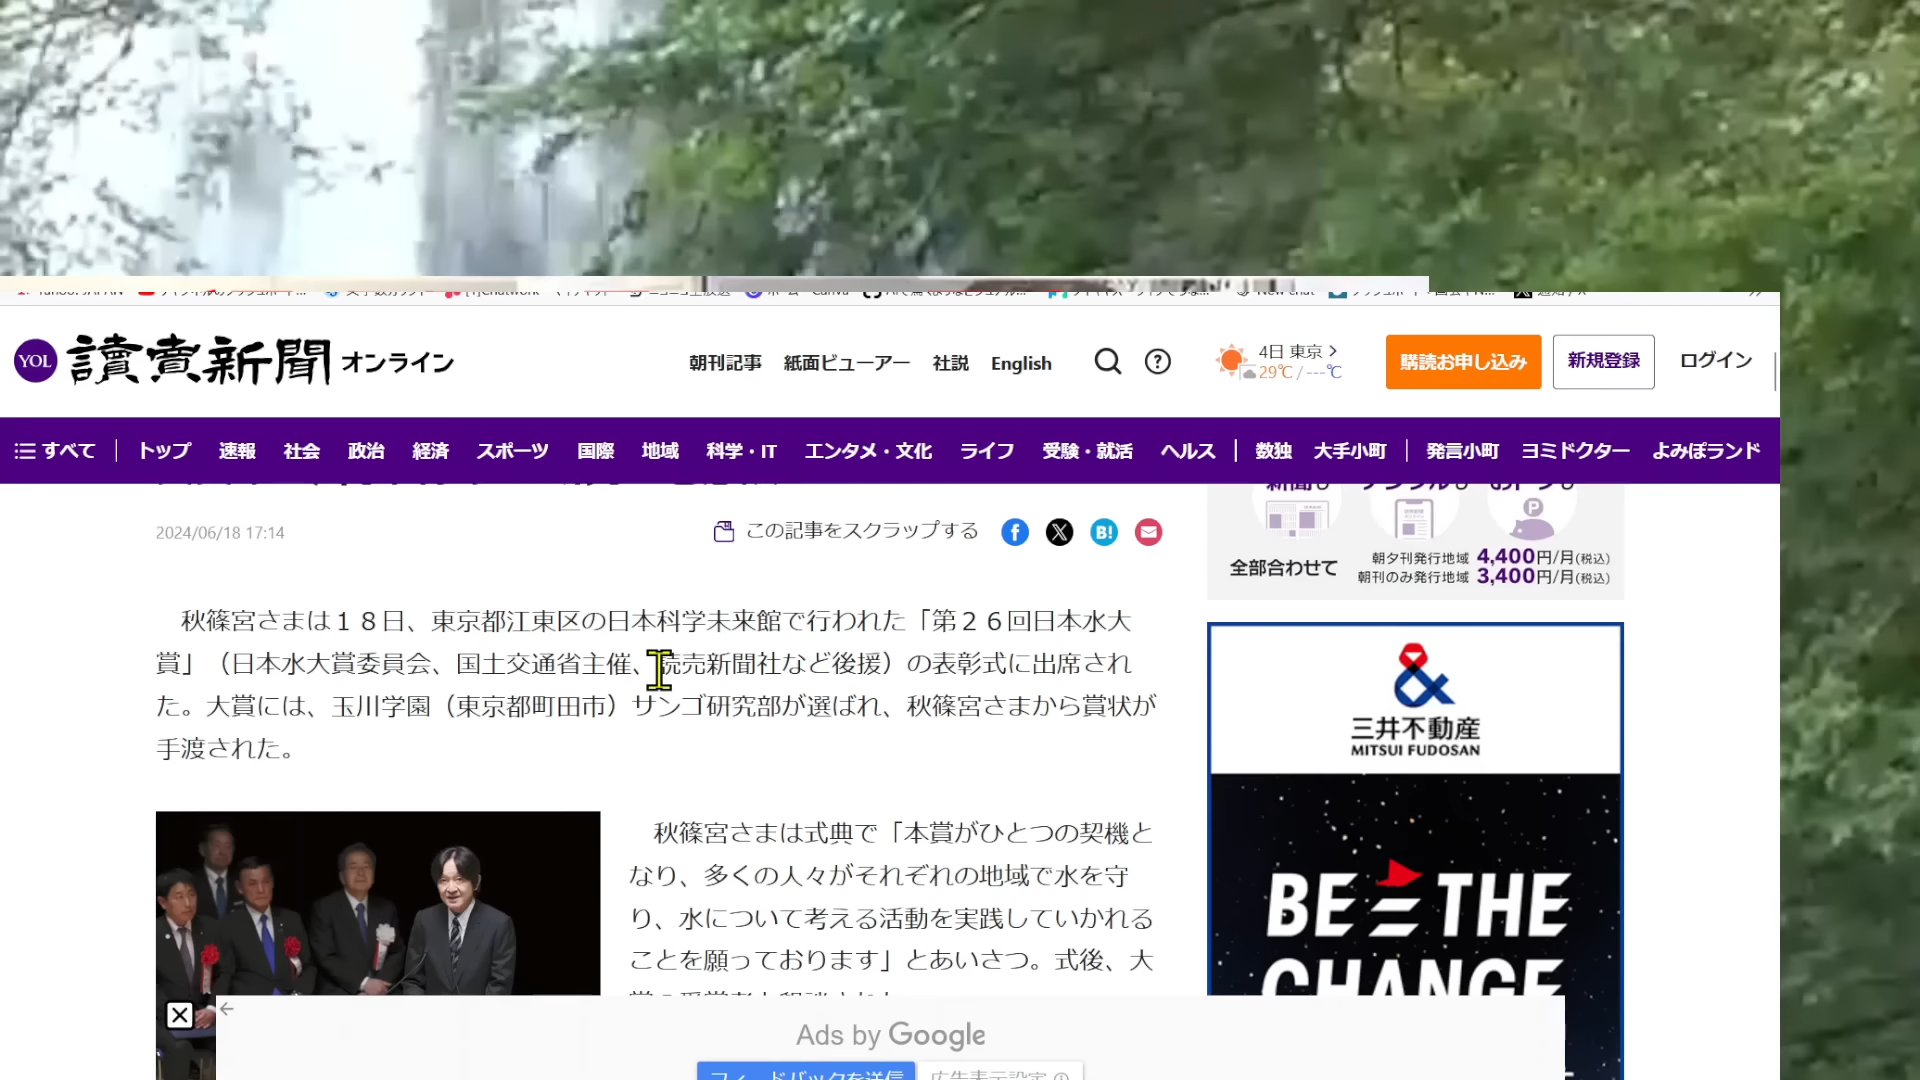 YOL 讀賣新聞 オンライン
朝刊記事 紙面ビューアー 社説 English
4日 東京
29℃ / ---℃
購読お申し込み 新規登録 ログイン
すべて トップ 速報 社会 政治 経済 スポーツ 国際 地域 科学・IT エンタメ・文化 ライフ 受験・就活 ヘルス 数独 大手小町 発言小町 ヨミドクター よみぽランド
2024/06/18 17:14
この記事をスクラップする
B!
秋篠宮さまは１８日、東京都江東区の日本科学未来館で行われた「第２６回日本水大
賞」（日本水大賞委員会、国土交通省主催、読売新聞社など後援）の表彰式に出席され
た。大賞には、玉川学園（東京都町田市）サンゴ研究部が選ばれ、秋篠宮さまから賞状が
手渡された。
秋篠宮さまは式典で「本賞がひとつの契機と
なり、多くの人々がそれぞれの地域で水を守
り、水について考える活動を実践していかれる
ことを願っております」とあいさつ。式後、大
全部合わせて
朝夕刊発行地域 4,400円/月(税込)
朝刊のみ発行地域 3,400円/月(税込)
三井不動産
MITSUI FUDOSAN
BE THE
CHANGE
Ads by Google
フィードバックを送信
広告表示設定